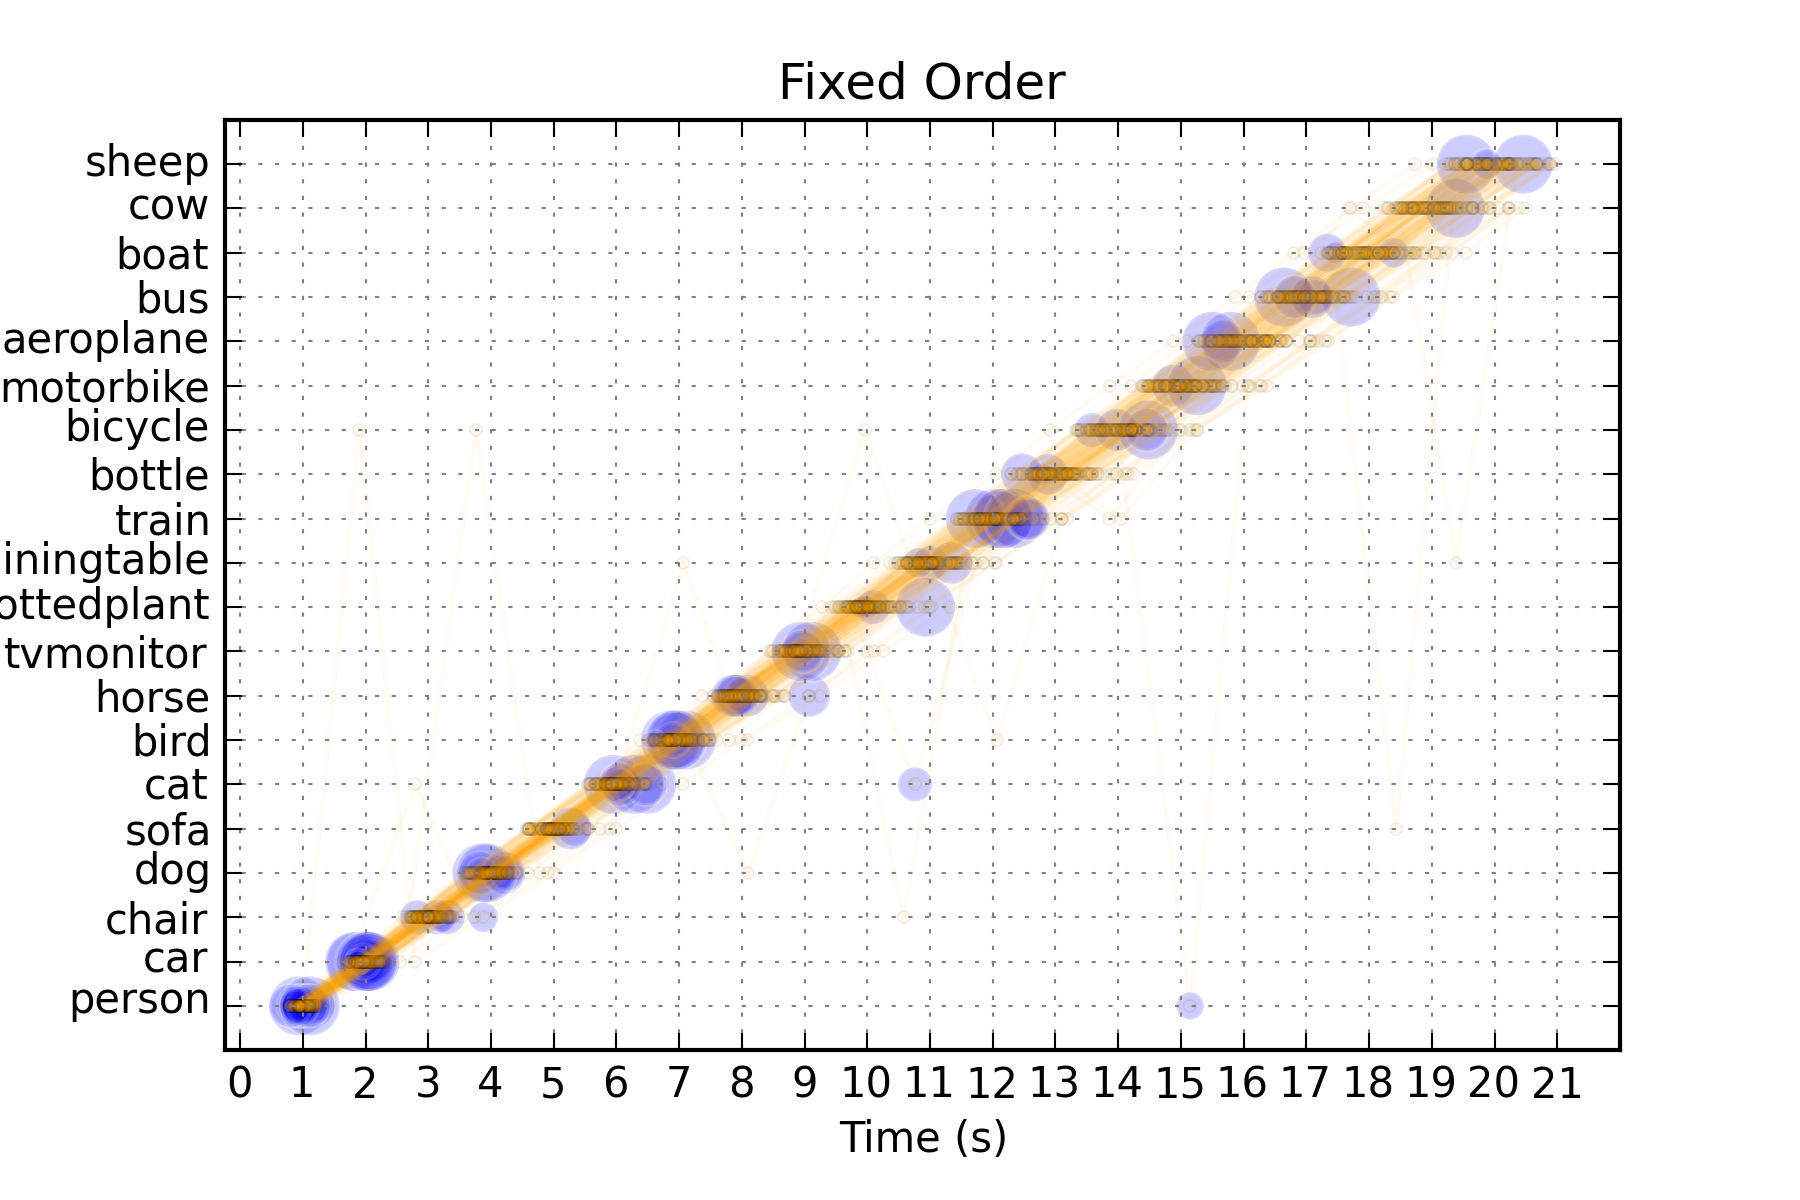 Fixed Order
sheep
cow
boat
bus
aeroplane
motorbike
bicycle
bottle
train
iningtable
ottedplant
tvmonitor
horse
bird
cat
sofa
dog
chair
car
person
0 1 2 3 4 5 6 7 8 9 10 11 12 13 14 15 16 17 18 19 20 21
Time (s)